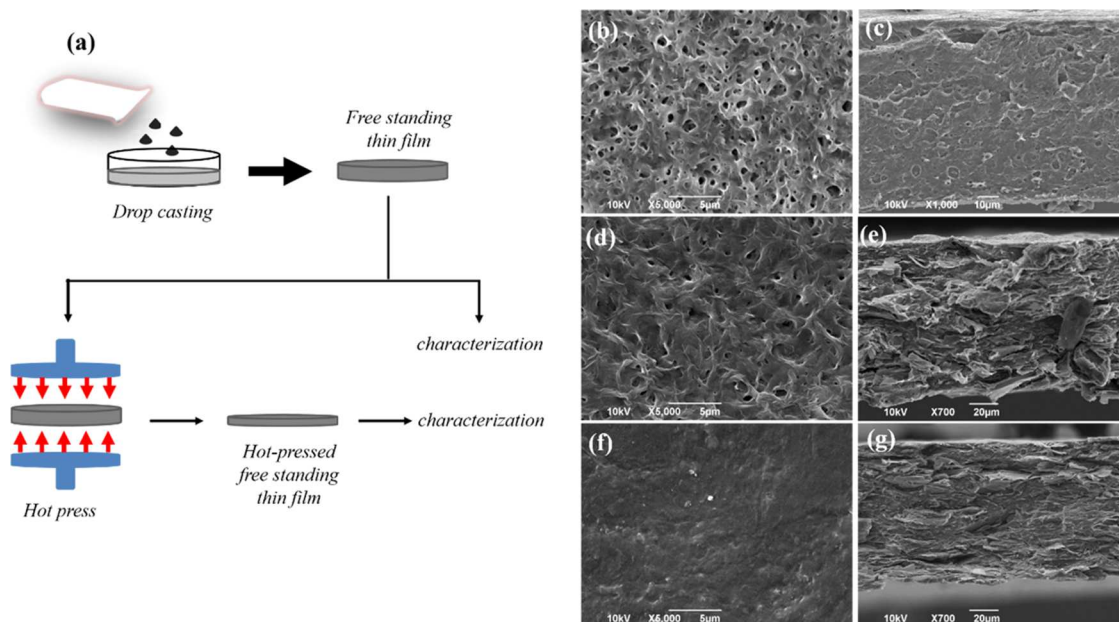 (a)
Drop casting
Free standing
thin film
characterization
Hot press
Hot-pressed
free standing
thin film
characterization
(b)
10kV X5,000 5µm
(c)
10kV X1,000 10µm
(d)
10kV X5,000 5µm
(e)
10kV X700 20µm
(f)
10kV X5,000 5µm
(g)
10kV X700 20µm